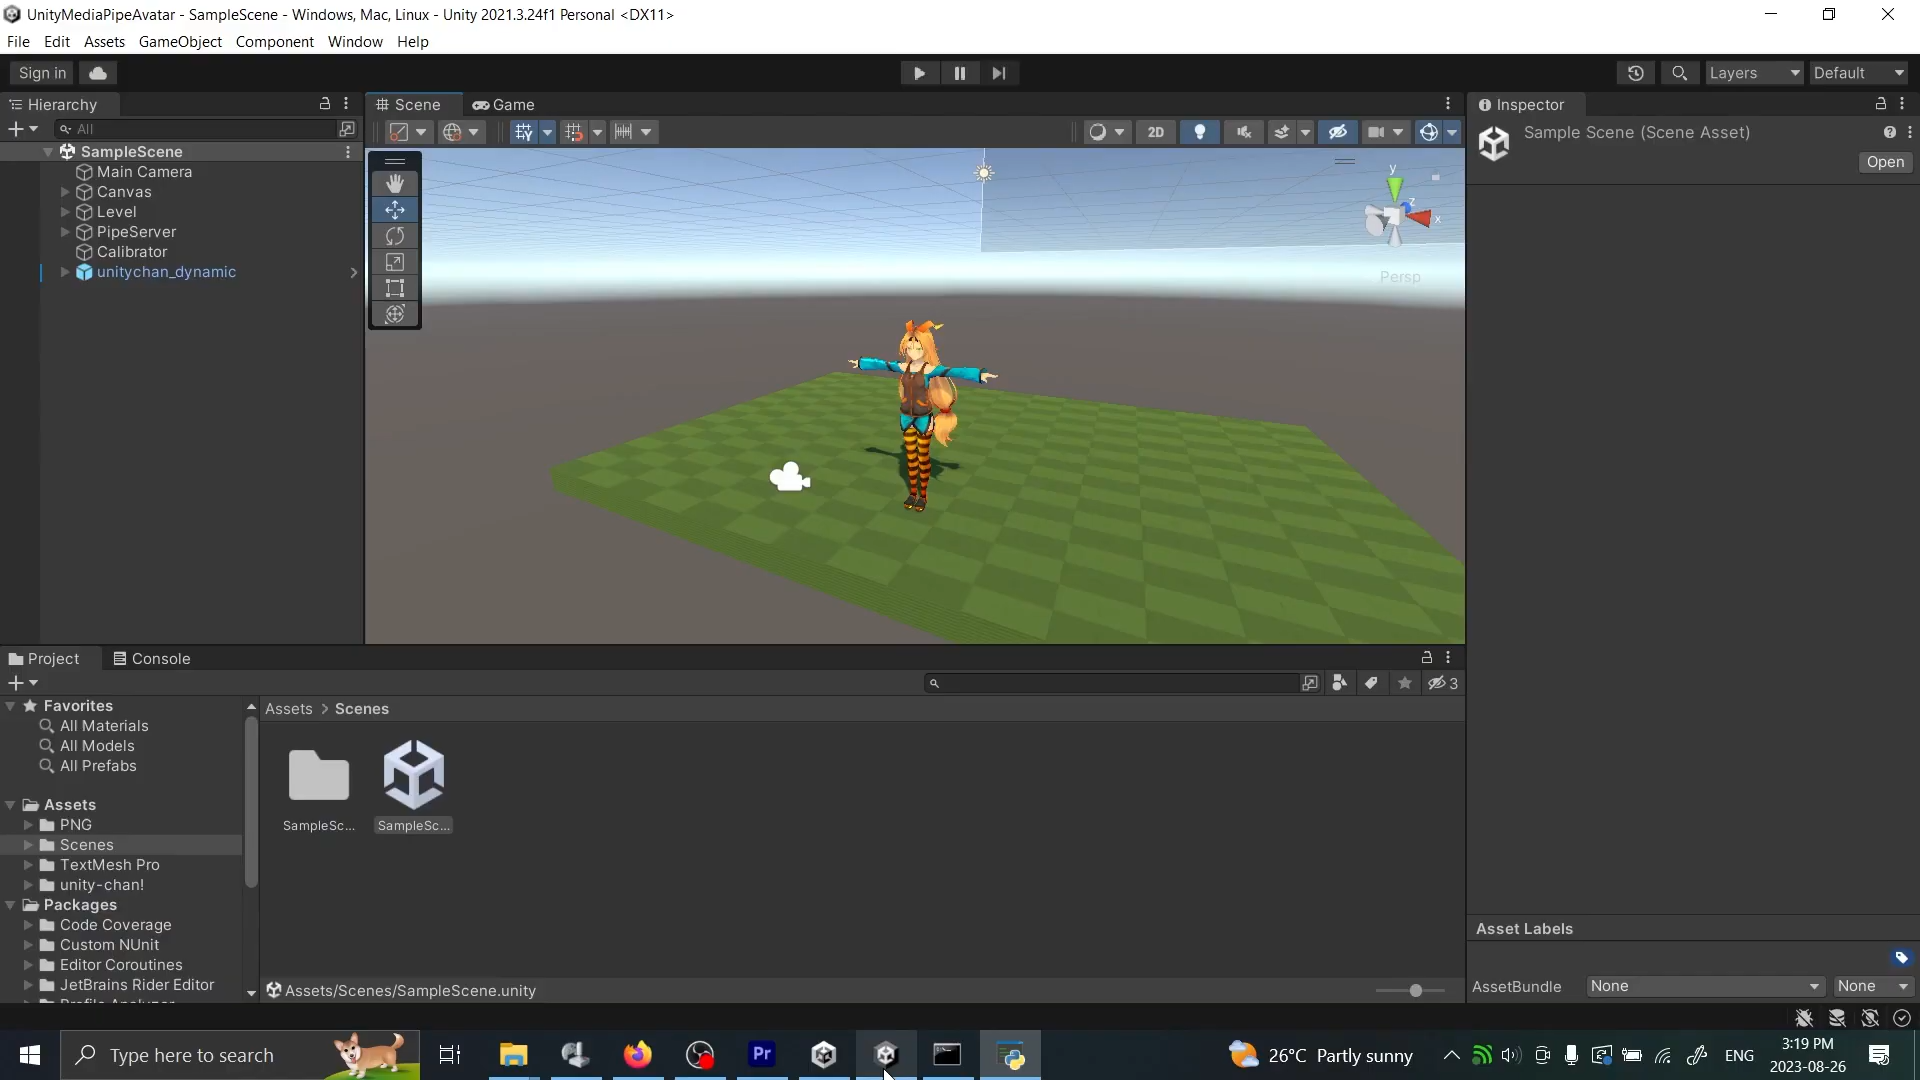 UnityMediaPipeAvatar - SampleScene - Windows, Mac, Linux - Unity 2021.3.24f1 Personal <DX11>
File Edit Assets GameObject Component Window Help
Sign in
Layers
Default
Hierarchy
Scene
Game
Inspector
All
2D
Sample Scene (Scene Asset)
Open
SampleScene
Main Camera
Canvas
Level
PipeServer
Calibrator
unitychan_dynamic
y
z
x
Persp
Project
Console
3
Favorites
All Materials
All Models
All Prefabs
Assets
PNG
Scenes
TextMesh Pro
unity-chan!
Packages
Code Coverage
Custom NUnit
Editor Coroutines
JetBrains Rider Editor
Assets > Scenes
SampleSc...
SampleSc...
Assets/Scenes/SampleScene.unity
Asset Labels
AssetBundle
None
None
Type here to search
Pr
26°C Partly sunny
ENG
3:19 PM
2023-08-26